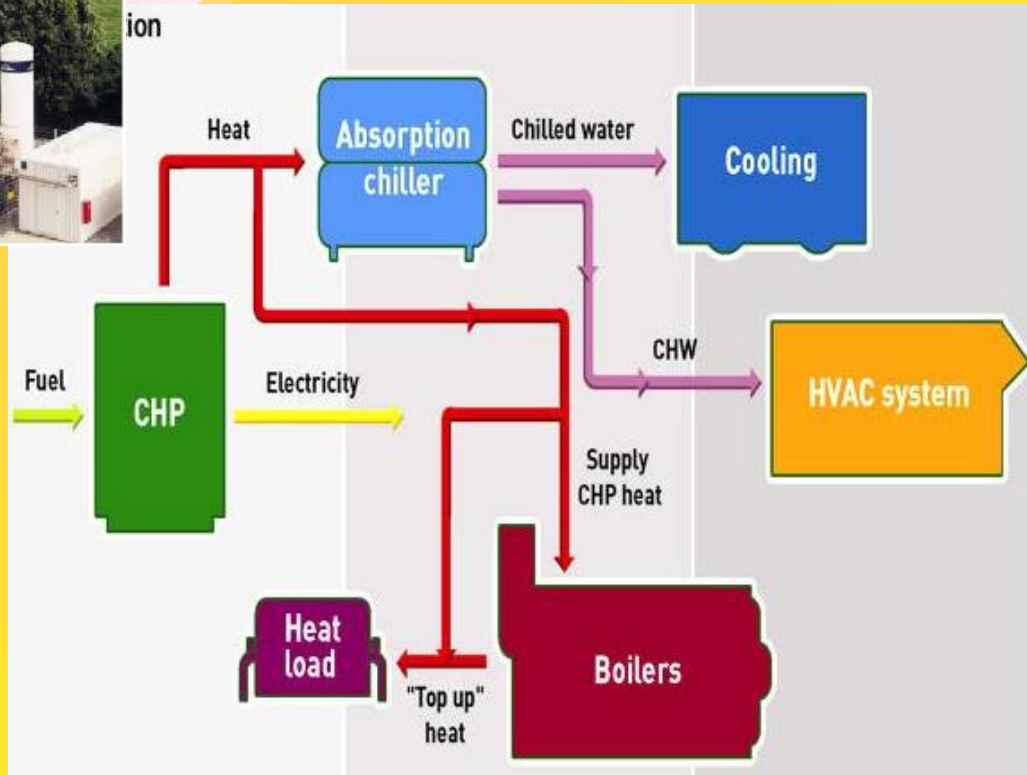 Heat
Absorption
chiller
Chilled water
Cooling
Fuel
CHP
Electricity
CHW
HVAC system
Supply
CHP heat
Heat
load
"Top up"
heat
Boilers